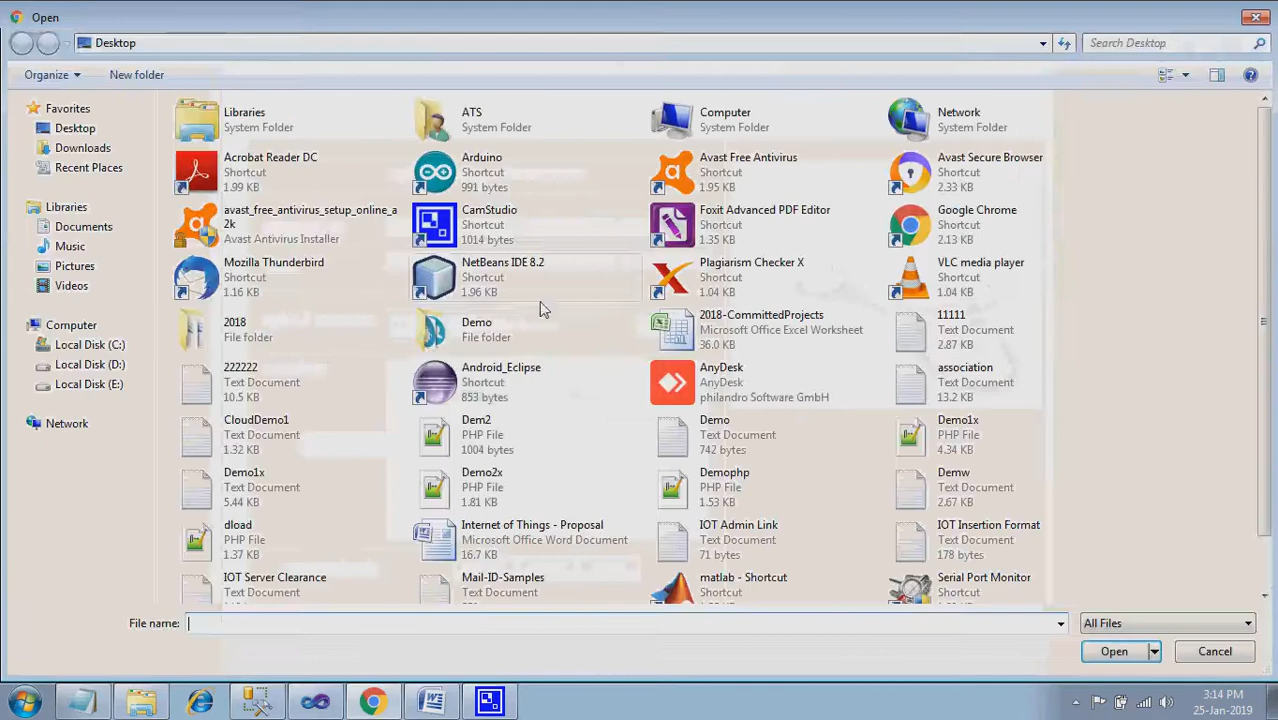 Open
Desktop
Search Desktop
Organize
New folder
Favorites
Desktop
Downloads
Recent Places
Libraries
Documents
Music
Pictures
Videos
Computer
Local Disk (C:)
Local Disk (D:)
Local Disk (E:)
Network
Libraries
System Folder
ATS
System Folder
Computer
System Folder
Network
System Folder
Acrobat Reader DC
Shortcut
1.99 KB
Arduino
Shortcut
991 bytes
Avast Free Antivirus
Shortcut
1.95 KB
Avast Secure Browser
Shortcut
2.33 KB
avast_free_antivirus_setup_online_a
2k
Avast Antivirus Installer
CamStudio
Shortcut
1014 bytes
Foxit Advanced PDF Editor
Shortcut
1.35 KB
Google Chrome
Shortcut
2.13 KB
Mozilla Thunderbird
Shortcut
1.16 KB
NetBeans IDE 8.2
Shortcut
1.96 KB
Plagiarism Checker X
Shortcut
1.04 KB
VLC media player
Shortcut
1.04 KB
2018
File folder
Demo
File folder
2018-CommittedProjects
Microsoft Office Excel Worksheet
36.0 KB
11111
Text Document
2.87 KB
222222
Text Document
10.5 KB
Android_Eclipse
Shortcut
853 bytes
AnyDesk
AnyDesk
philandro Software GmbH
association
Text Document
13.2 KB
CloudDemo1
Text Document
1.32 KB
Dem2
PHP File
1004 bytes
Demo
Text Document
742 bytes
Demo1x
PHP File
4.34 KB
Demo1x
Text Document
5.44 KB
Demo2x
PHP File
1.81 KB
Demophp
PHP File
1.53 KB
Demw
Text Document
2.67 KB
dload
PHP File
1.37 KB
Internet of Things - Proposal
Microsoft Office Word Document
16.7 KB
IOT Admin Link
Text Document
71 bytes
IOT Insertion Format
Text Document
178 bytes
IOT Server Clearance
Text Document
Mail-ID-Samples
Text Document
matlab - Shortcut
Shortcut
Serial Port Monitor
Shortcut
File name:
All Files
Open
Cancel
3:14 PM
25-Jan-2019